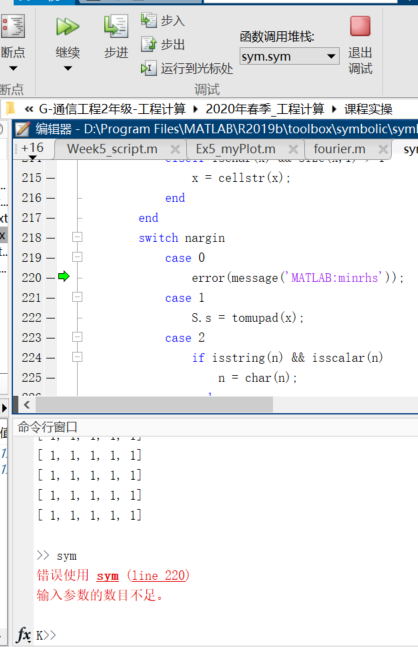 步入
断点
继续
步进
步出
运行到光标处
函数调用堆栈:
sym.sym
退出
调试
调试
« G-通信工程2年级-工程计算 ▸ 2020年春季_工程计算 ▸ 课程实操
编辑器 - D:\Program Files\MATLAB\R2019b\toolbox\symbolic\sym
+16 Week5_script.m × Ex5_myPlot.m × fourier.m × sy
215 — x = cellstr(x);
216 — end
217 — end
218 — switch nargin
219 — case 0
220 — error(message('MATLAB:minrhs'));
221 — case 1
222 — S.s = tomupad(x);
223 — case 2
224 — if isstring(n) && isscalar(n)
225 — n = char(n);
命令行窗口
[ 1, 1, 1, 1, 1]
[ 1, 1, 1, 1, 1]
[ 1, 1, 1, 1, 1]
[ 1, 1, 1, 1, 1]
[ 1, 1, 1, 1, 1]
>> sym
错误使用 sym (line 220)
输入参数的数目不足。
fx K>>